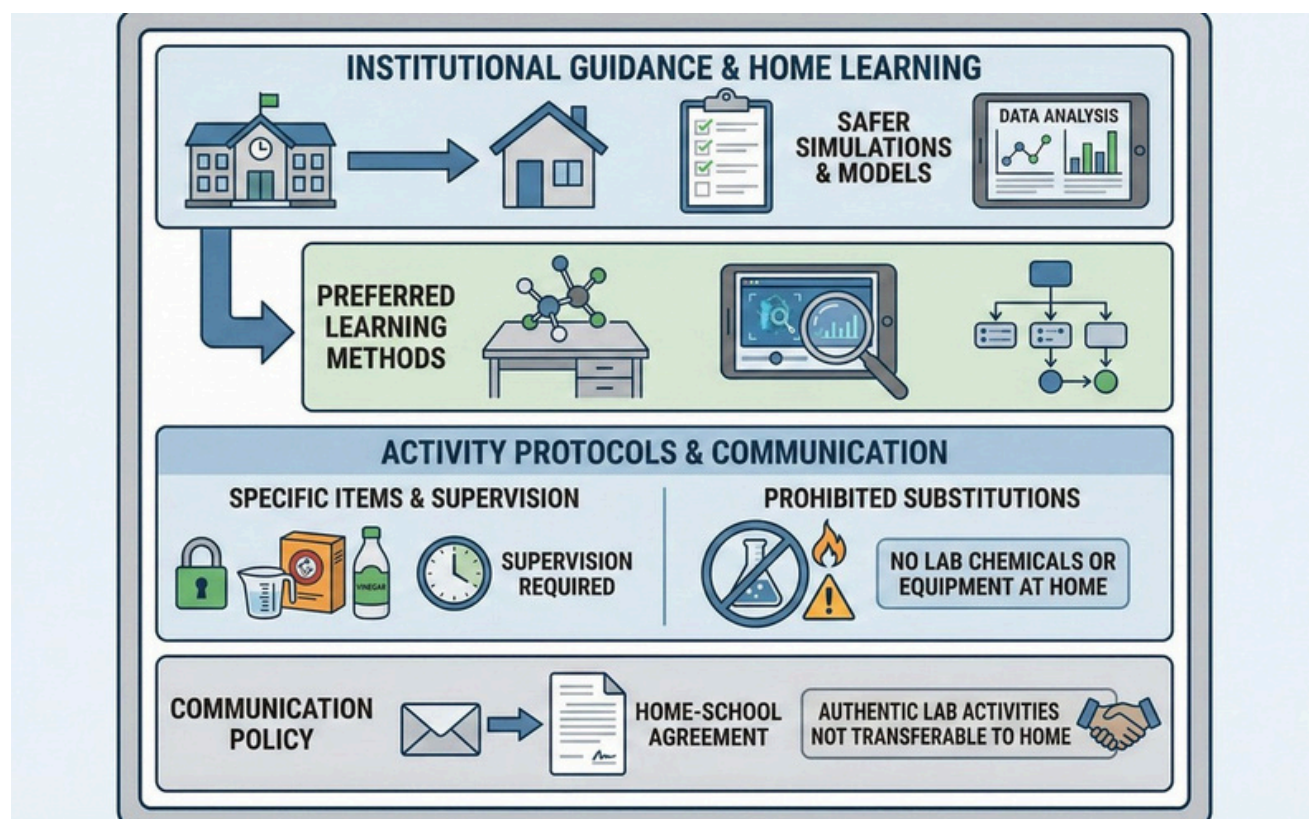 INSTITUTIONAL GUIDANCE & HOME LEARNING
SAFER
SIMULATIONS
& MODELS
DATA ANALYSIS
PREFERRED
LEARNING
METHODS
ACTIVITY PROTOCOLS & COMMUNICATION
SPECIFIC ITEMS & SUPERVISION
VINEGAR
SUPERVISION
REQUIRED
PROHIBITED SUBSTITUTIONS
NO LAB CHEMICALS OR
EQUIPMENT AT HOME
COMMUNICATION
POLICY
HOME-SCHOOL
AGREEMENT
AUTHENTIC LAB ACTIVITIES
NOT TRANSFERABLE TO HOME